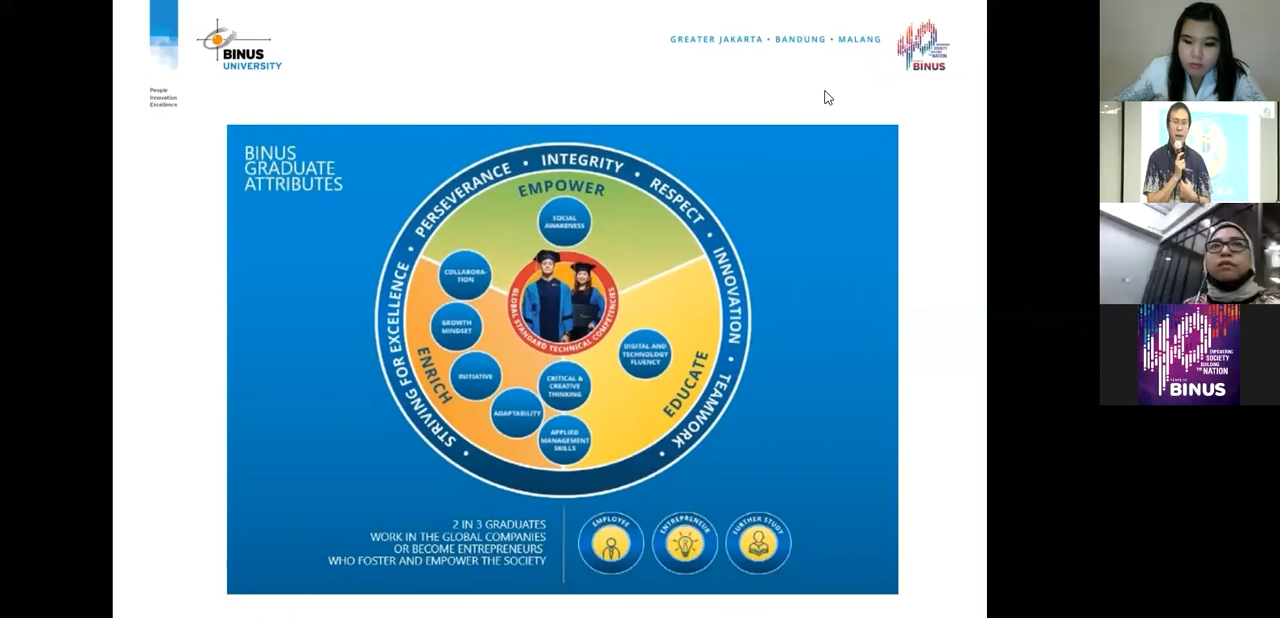 BINUS
UNIVERSITY
People
Innovation
Excellence
GREATER JAKARTA • BANDUNG • MALANG
BINUS
BINUS
GRADUATE
ATTRIBUTES
STRIVING FOR EXCELLENCE • PERSEVERANCE • INTEGRITY • RESPECT • INNOVATION • TEAMWORK
EMPOWER
SOCIAL
AWARENESS
COLLABORA-
TION
GROWTH
MINDSET
INITIATIVE
ADAPTABILITY
ENRICH
GLOBAL STANDARD TECHNICAL COMPETENCIES
CRITICAL &
CREATIVE
THINKING
APPLIED
MANAGEMENT
SKILLS
DIGITAL AND
TECHNOLOGY
FLUENCY
EDUCATE
2 IN 3 GRADUATES
WORK IN THE GLOBAL COMPANIES
OR BECOME ENTREPRENEURS
WHO FOSTER AND EMPOWER THE SOCIETY
EMPLOYEE
ENTREPRENEUR
FURTHER STUDY
EMPOWERING
SOCIETY
BUILDING
THE NATION
YEARS OF
BINUS